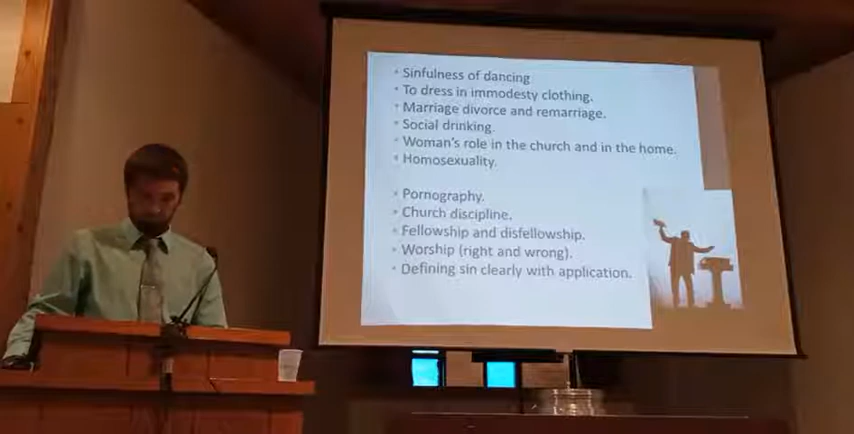 • Sinfulness of dancing
• To dress in immodesty clothing.
• Marriage divorce and remarriage.
• Social drinking.
• Woman's role in the church and in the home.
• Homosexuality.
• Pornography.
• Church discipline.
• Fellowship and disfellowship.
• Worship (right and wrong).
• Defining sin clearly with application.